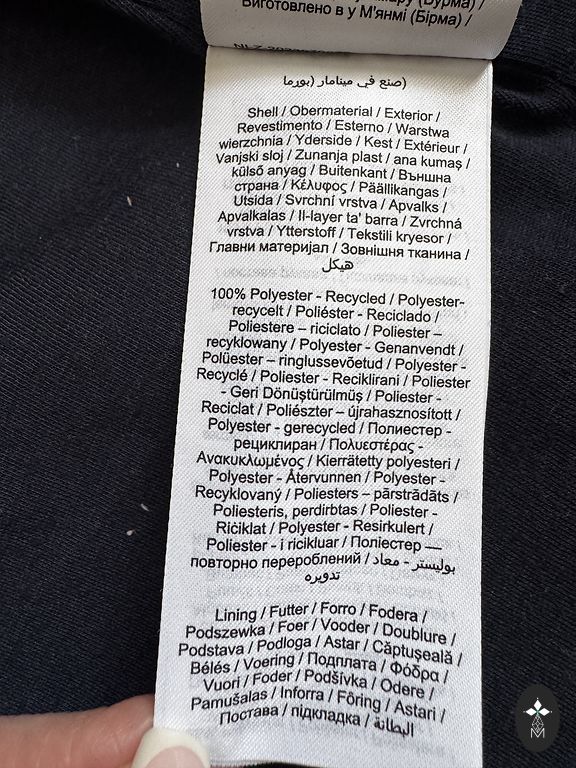 Виготовлено в у М'янмі (Бірма) /
صنع في مينامار (بورما)
Shell / Obermaterial / Exterior /
Revestimento / Esterno / Warstwa
wierzchnia / Yderside / Kest / Extérieur /
Vanjski sloj / Zunanja plast / ana kumaş /
külső anyag / Buitenkant / Външна
страна / Κέλυφος / Päällikangas /
Utsida / Svrchní vrstva / Apvalks /
Apvalkalas / Il-layer ta' barra / Zvrchná
vrstva / Ytterstoff / Tekstili kryesor /
Главни материјал / Зовнішня тканина /
هيكل
100% Polyester - Recycled / Polyester-
recycelt / Poliéster - Reciclado /
Poliestere – riciclato / Poliester –
recyklowany / Polyester - Genanvendt /
Polüester – ringlussevõetud / Polyester -
Recyclé / Poliester - Reciklirani / Poliester
- Geri Dönüştürülmüş / Poliester -
Reciclat / Poliészter – újrahasznosított /
Polyester - gerecycled / Полиестер -
рециклиран / Πολυεστέρας -
Ανακυκλωμένος / Kierrätetty polyesteri /
Polyester - Återvunnen / Polyester -
Recyklovaný / Poliesters – pārstrādāts /
Poliesteris, perdirbtas / Poliester -
Riċiklat / Polyester - Resirkulert /
Poliester - i ricikluar / Поліестер —
повторно перероблений / بوليستر - معاد
تدويره
Lining / Futter / Forro / Fodera /
Podszewka / Foer / Vooder / Doublure /
Podstava / Podloga / Astar / Căptușeală /
Bélés / Voering / Подплата / Φόδρα /
Vuori / Foder / Podšívka / Odere /
Pamušalas / Inforra / Fôring / Astari /
Постава / підкладка / البطانة
M